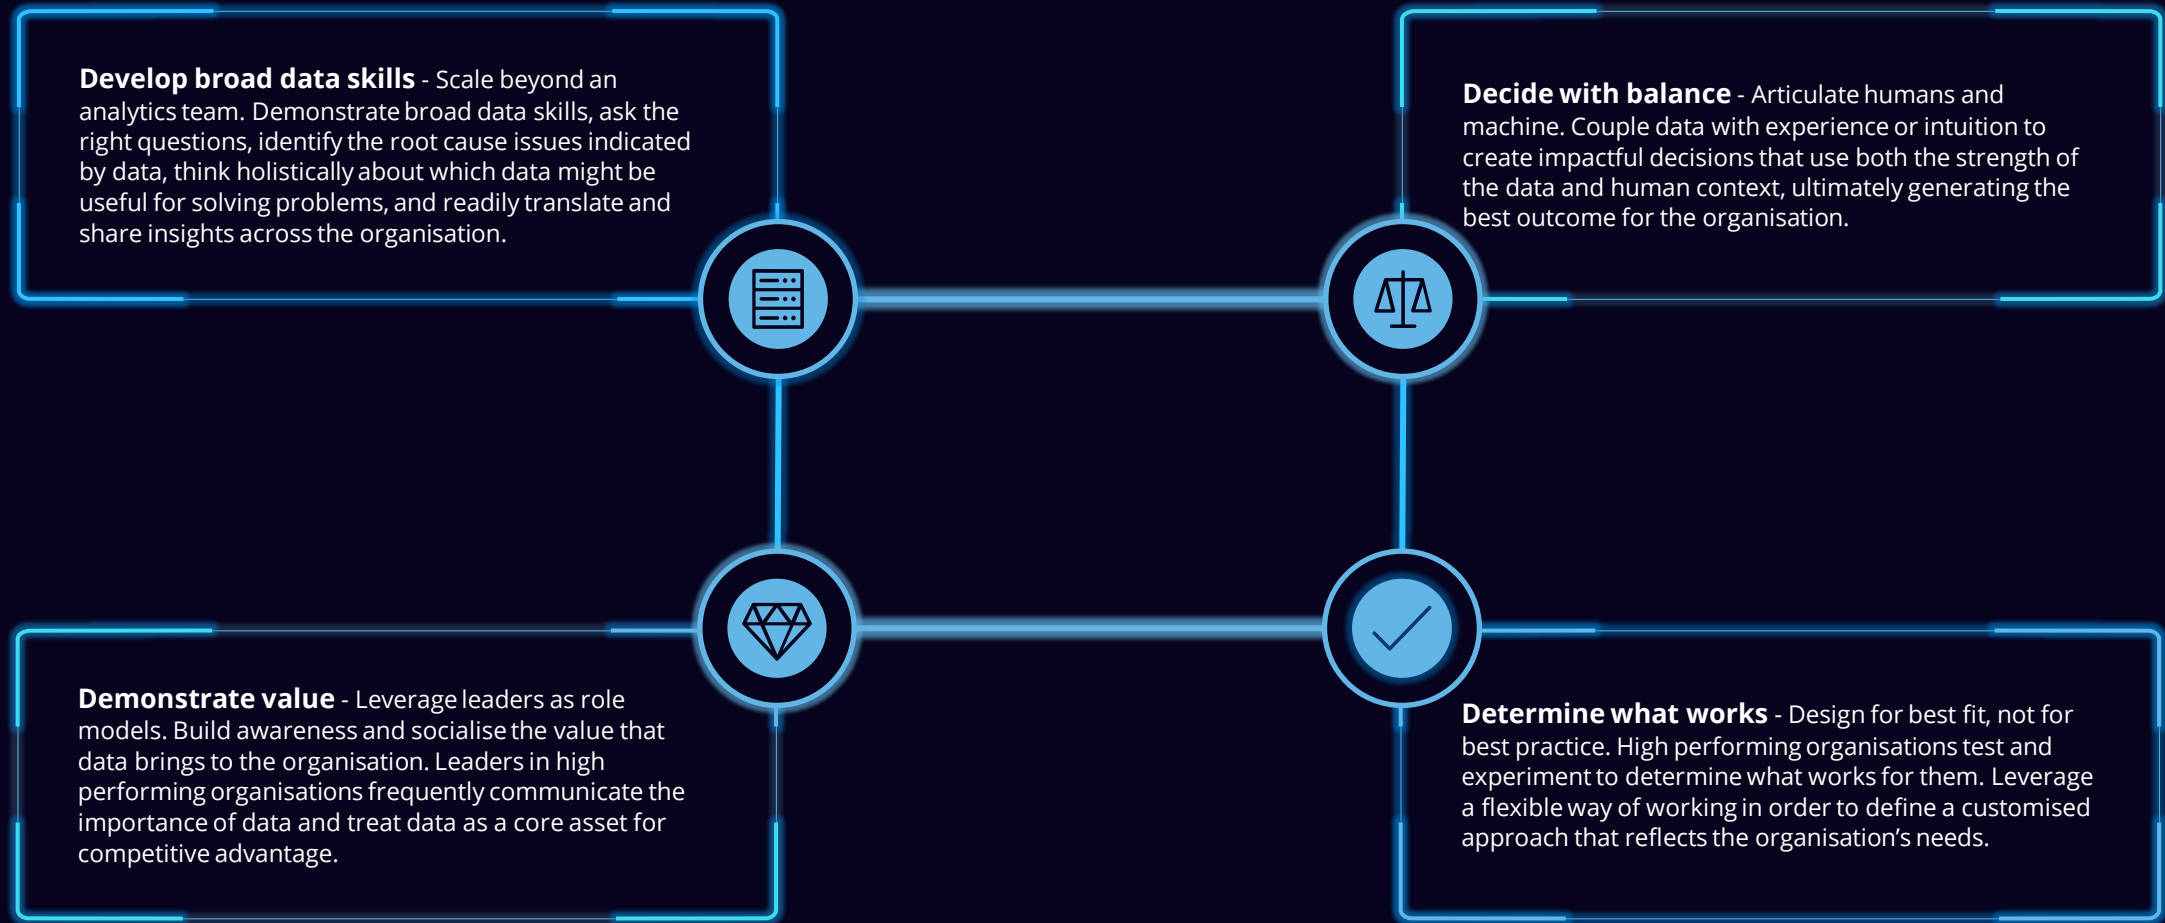 Develop broad data skills - Scale beyond an
analytics team. Demonstrate broad data skills, ask the
right questions, identify the root cause issues indicated
by data, think holistically about which data might be
useful for solving problems, and readily translate and
share insights across the organisation.
Decide with balance - Articulate humans and
machine. Couple data with experience or intuition to
create impactful decisions that use both the strength of
the data and human context, ultimately generating the
best outcome for the organisation.
Demonstrate value - Leverage leaders as role
models. Build awareness and socialise the value that
data brings to the organisation. Leaders in high
performing organisations frequently communicate the
importance of data and treat data as a core asset for
competitive advantage.
Determine what works - Design for best fit, not for
best practice. High performing organisations test and
experiment to determine what works for them. Leverage
a flexible way of working in order to define a customised
approach that reflects the organisation’s needs.